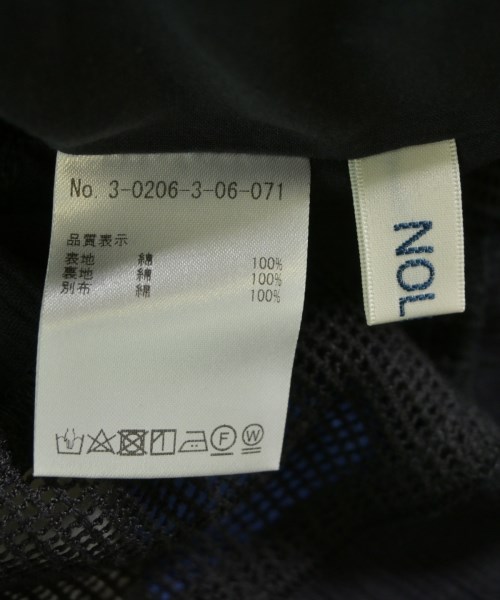 No. 3-0206-3-06-071
品質表示
表地 綿 100%
裏地 綿 100%
別布 綿 100%
F W
NOL